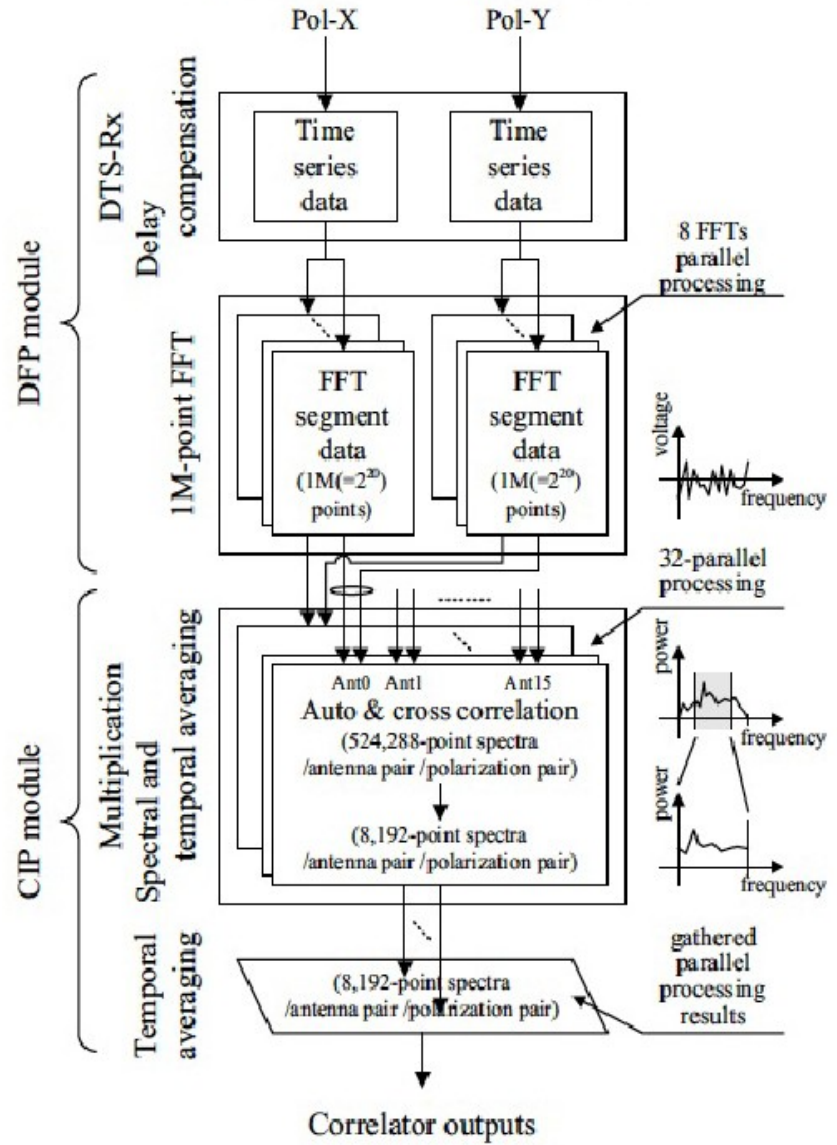 Pol-X
Pol-Y
DFP module
DTS-Rx
Delay
compensation
Time
series
data
Time
series
data
8 FFTs
parallel
processing
1M-point FFT
FFT
segment
data
(1M(=2²⁰)
points)
FFT
segment
data
(1M(=2²⁰)
points)
voltage
frequency
32-parallel
processing
CIP module
Multiplication
Spectral and
temporal averaging
Ant0
Ant1
Ant15
Auto & cross correlation
(524,288-point spectra
/antenna pair /polarization pair)
(8,192-point spectra
/antenna pair /polarization pair)
power
frequency
power
frequency
Temporal
averaging
(8,192-point spectra
/antenna pair /polarization pair)
gathered
parallel
processing
results
Correlator outputs